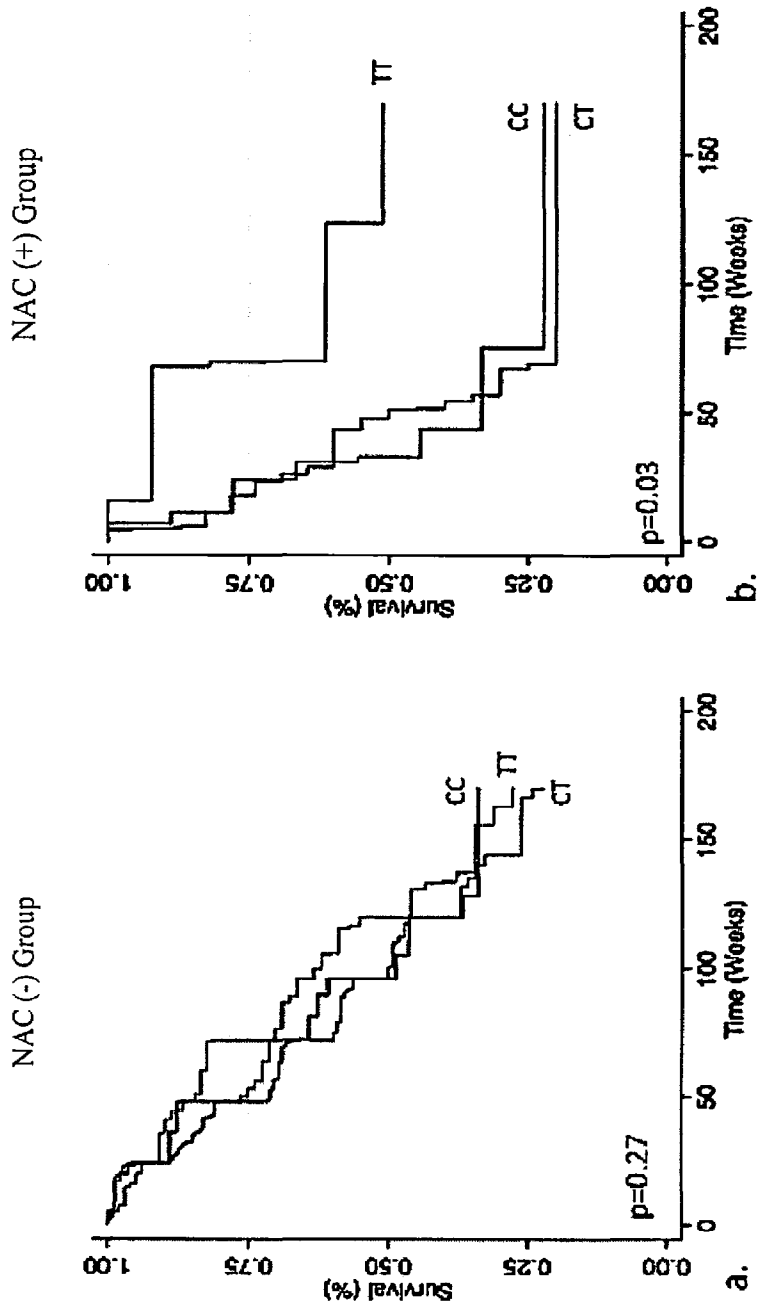 NAC (-) Group
Survival (%)
1.00
0.75
0.50
0.25
0.00
CC
TT
CT
p=0.27
0
50
100
150
200
Time (Weeks)
a.
NAC (+) Group
Survival (%)
1.00
0.75
0.50
0.25
0.00
TT
CC
CT
p=0.03
0
50
100
150
200
Time (Weeks)
b.